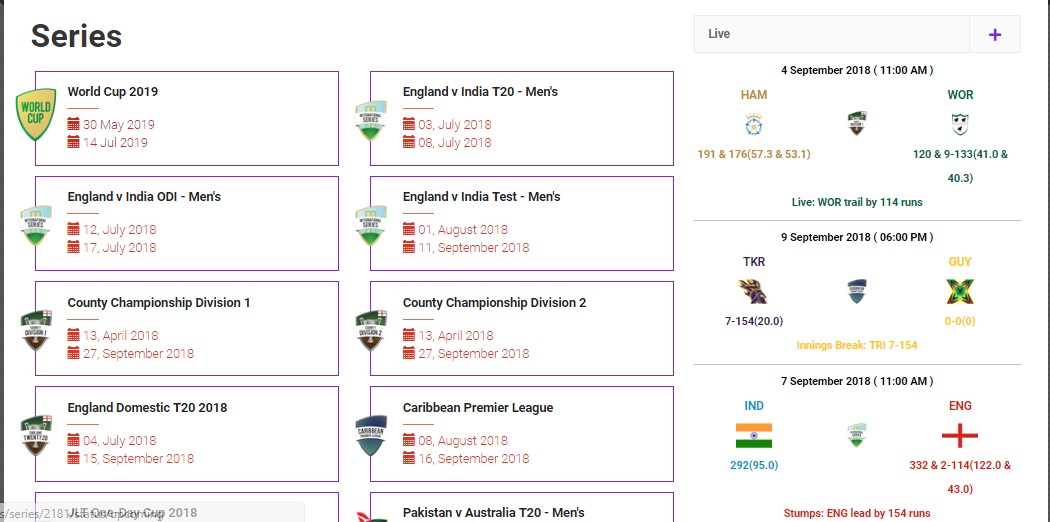 Series
World Cup 2019
30 May 2019
14 Jul 2019
WORLD
CUP
England v India T20 - Men's
03, July 2018
08, July 2018
INTERNATIONAL
SERIES
England v India ODI - Men's
12, July 2018
17, July 2018
INTERNATIONAL
SERIES
England v India Test - Men's
01, August 2018
11, September 2018
INTERNATIONAL
SERIES
County Championship Division 1
13, April 2018
27, September 2018
COUNTY
DIVISION 1
County Championship Division 2
13, April 2018
27, September 2018
COUNTY
DIVISION 2
England Domestic T20 2018
04, July 2018
15, September 2018
TWENTY20
Caribbean Premier League
08, August 2018
16, September 2018
CARIBBEAN
JLT One-Day Cup 2018
s/series/2181/status/upcoming
Pakistan v Australia T20 - Men's
Live
+
4 September 2018 ( 11:00 AM )
HAM WOR
191 & 176(57.3 & 53.1) 120 & 9-133(41.0 &
40.3)
Live: WOR trail by 114 runs
9 September 2018 ( 06:00 PM )
TKR GUY
7-154(20.0) 0-0(0)
Innings Break: TRI 7-154
7 September 2018 ( 11:00 AM )
IND ENG
292(95.0) 332 & 2-114(122.0 &
43.0)
Stumps: ENG lead by 154 runs